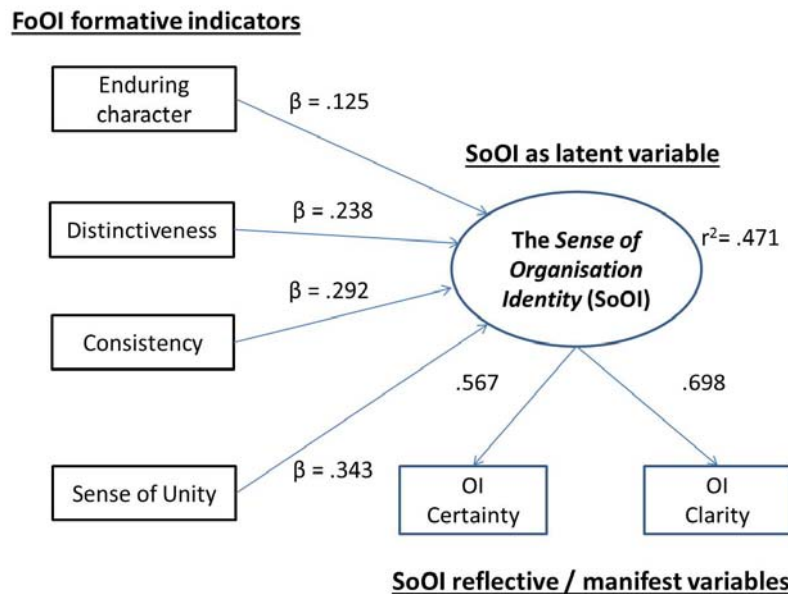 FoOI formative indicators
Enduring
character
β = .125
SoOI as latent variable
Distinctiveness
β = .238
The Sense of
Organisation
Identity (SoOI)
r²= .471
β = .292
Consistency
.567
.698
β = .343
Sense of Unity
OI
Certainty
OI
Clarity
SoOI reflective / manifest variables